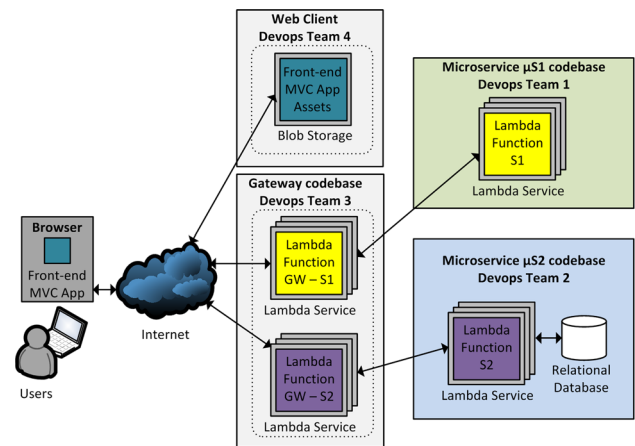 Web Client
Devops Team 4
Front-end
MVC App
Assets
Blob Storage
Microservice µS1 codebase
Devops Team 1
Lambda
Function
S1
Lambda Service
Gateway codebase
Devops Team 3
Lambda
Function
GW – S1
Lambda Service
Lambda
Function
GW – S2
Lambda Service
Browser
Front-end
MVC App
Internet
Users
Microservice µS2 codebase
Devops Team 2
Lambda
Function
S2
Lambda Service
Relational
Database